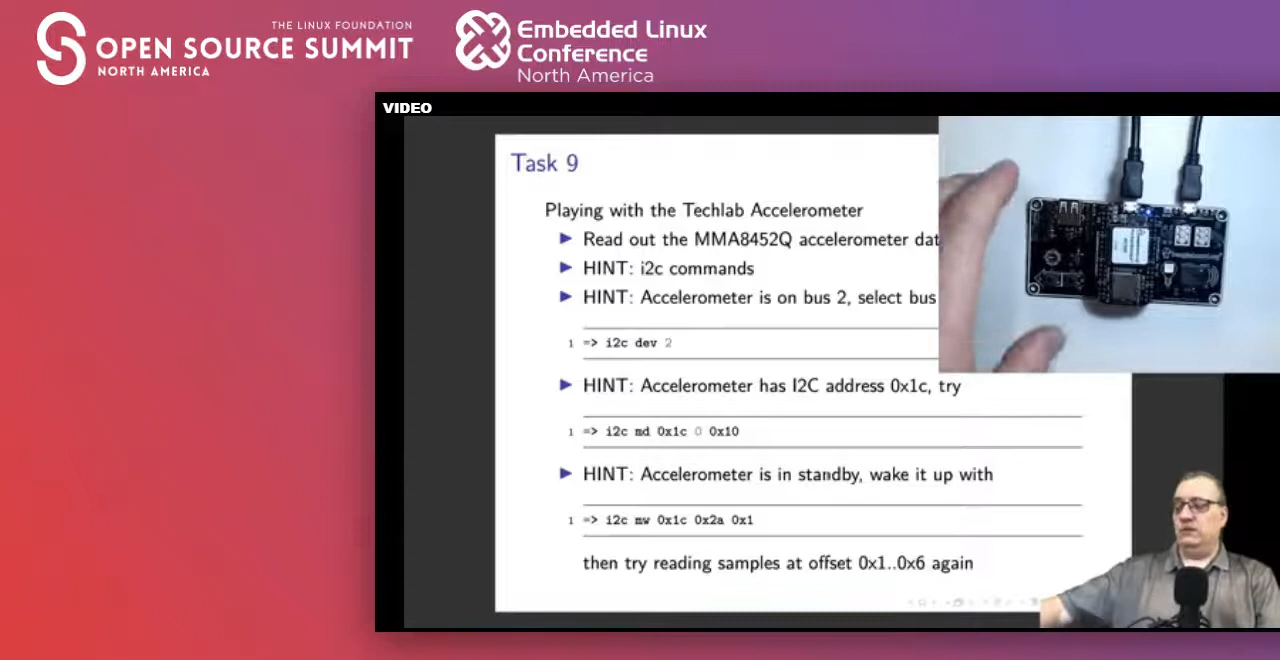 THE LINUX FOUNDATION
OPEN SOURCE SUMMIT
NORTH AMERICA
Embedded Linux
Conference
North America
VIDEO
Task 9
Playing with the Techlab Accelerometer
Read out the MMA8452Q accelerometer dat
HINT: i2c commands
HINT: Accelerometer is on bus 2, select bus
1 => i2c dev 2
HINT: Accelerometer has I2C address 0x1c, try
1 => i2c md 0x1c 0 0x10
HINT: Accelerometer is in standby, wake it up with
1 => i2c mw 0x1c 0x2a 0x1
then try reading samples at offset 0x1..0x6 again